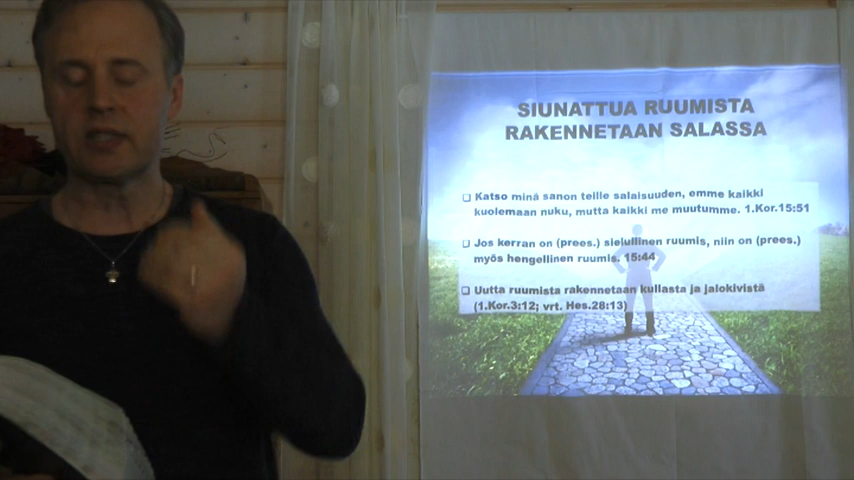 SIUNATTUA RUUMISTA
RAKENNETAAN SALASSA
❑ Katso minä sanon teille salaisuuden, emme kaikki
kuolemaan nuku, mutta kaikki me muutumme. 1.Kor.15:51
❑ Jos kerran on (prees.) sielullinen ruumis, niin on (prees.)
myös hengellinen ruumis. 15:44
❑ Uutta ruumista rakennetaan kullasta ja jalokivistä
(1.Kor.3:12; vrt. Hes.28:13)